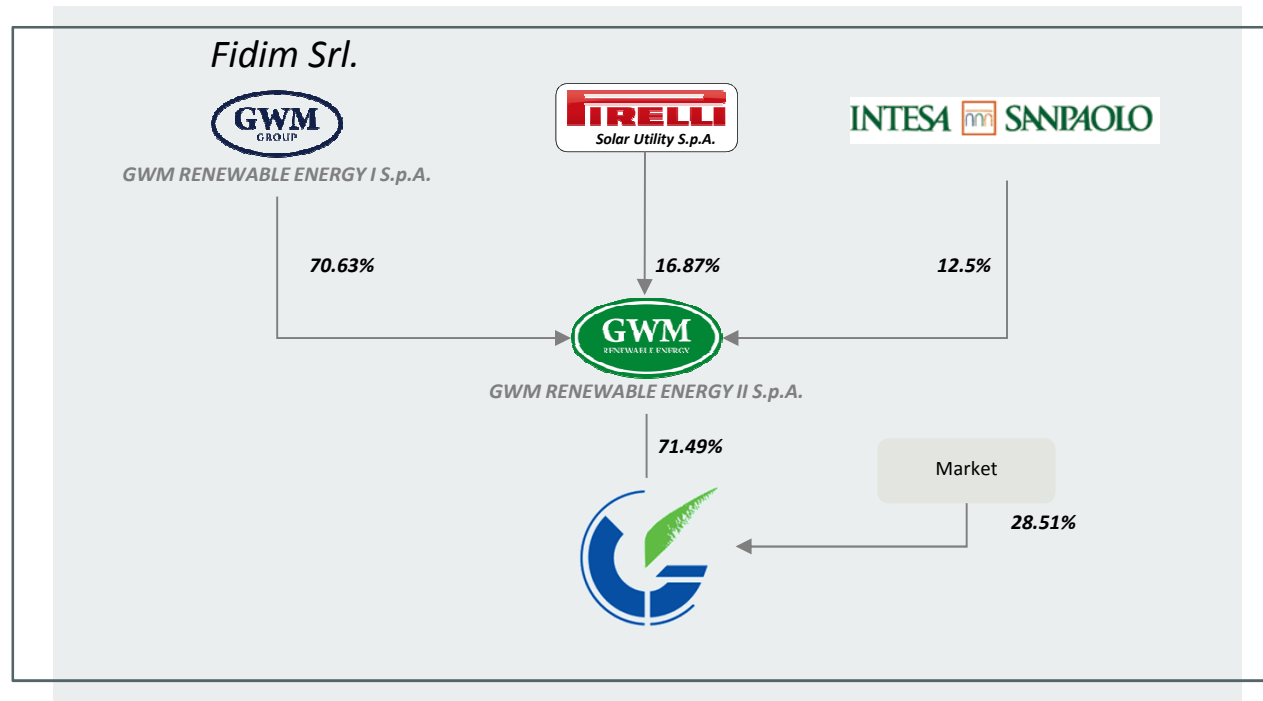 Fidim Srl.
GWM
GROUP
GWM RENEWABLE ENERGY I S.p.A.
PIRELLI
Solar Utility S.p.A.
INTESA SANPAOLO
70.63%
16.87%
12.5%
GWM
RENEWABLE ENERGY
GWM RENEWABLE ENERGY II S.p.A.
71.49%
Market
28.51%